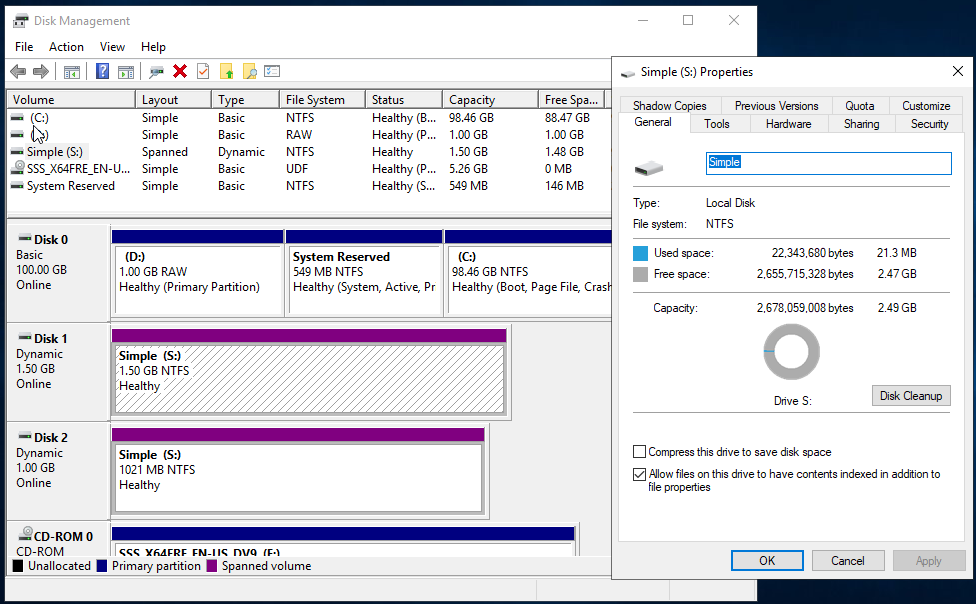 Disk Management
File Action View Help
Volume Layout Type File System Status Capacity Free Spa...
(C:) Simple Basic NTFS Healthy (B... 98.46 GB 88.47 GB
Simple Basic RAW Healthy (P... 1.00 GB 1.00 GB
Simple (S:) Spanned Dynamic NTFS Healthy 1.50 GB 1.48 GB
SSS_X64FRE_EN-U... Simple Basic UDF Healthy (P... 5.26 GB 0 MB
System Reserved Simple Basic NTFS Healthy (S... 549 MB 146 MB
Disk 0
Basic
100.00 GB
Online
(D:)
1.00 GB RAW
Healthy (Primary Partition)
System Reserved
549 MB NTFS
Healthy (System, Active, Pr
(C:)
98.46 GB NTFS
Healthy (Boot, Page File, Crash
Disk 1
Dynamic
1.50 GB
Online
Simple (S:)
1.50 GB NTFS
Healthy
Disk 2
Dynamic
1.00 GB
Online
Simple (S:)
1021 MB NTFS
Healthy
CD-ROM 0
CD-ROM
SSS_X64FRE_EN-US_DV9 (E:)
Unallocated Primary partition Spanned volume
Simple (S:) Properties
Shadow Copies Previous Versions Quota Customize
General Tools Hardware Sharing Security
Simple
Type: Local Disk
File system: NTFS
Used space: 22,343,680 bytes 21.3 MB
Free space: 2,655,715,328 bytes 2.47 GB
Capacity: 2,678,059,008 bytes 2.49 GB
Drive S:
Disk Cleanup
Compress this drive to save disk space
Allow files on this drive to have contents indexed in addition to
file properties
OK Cancel Apply